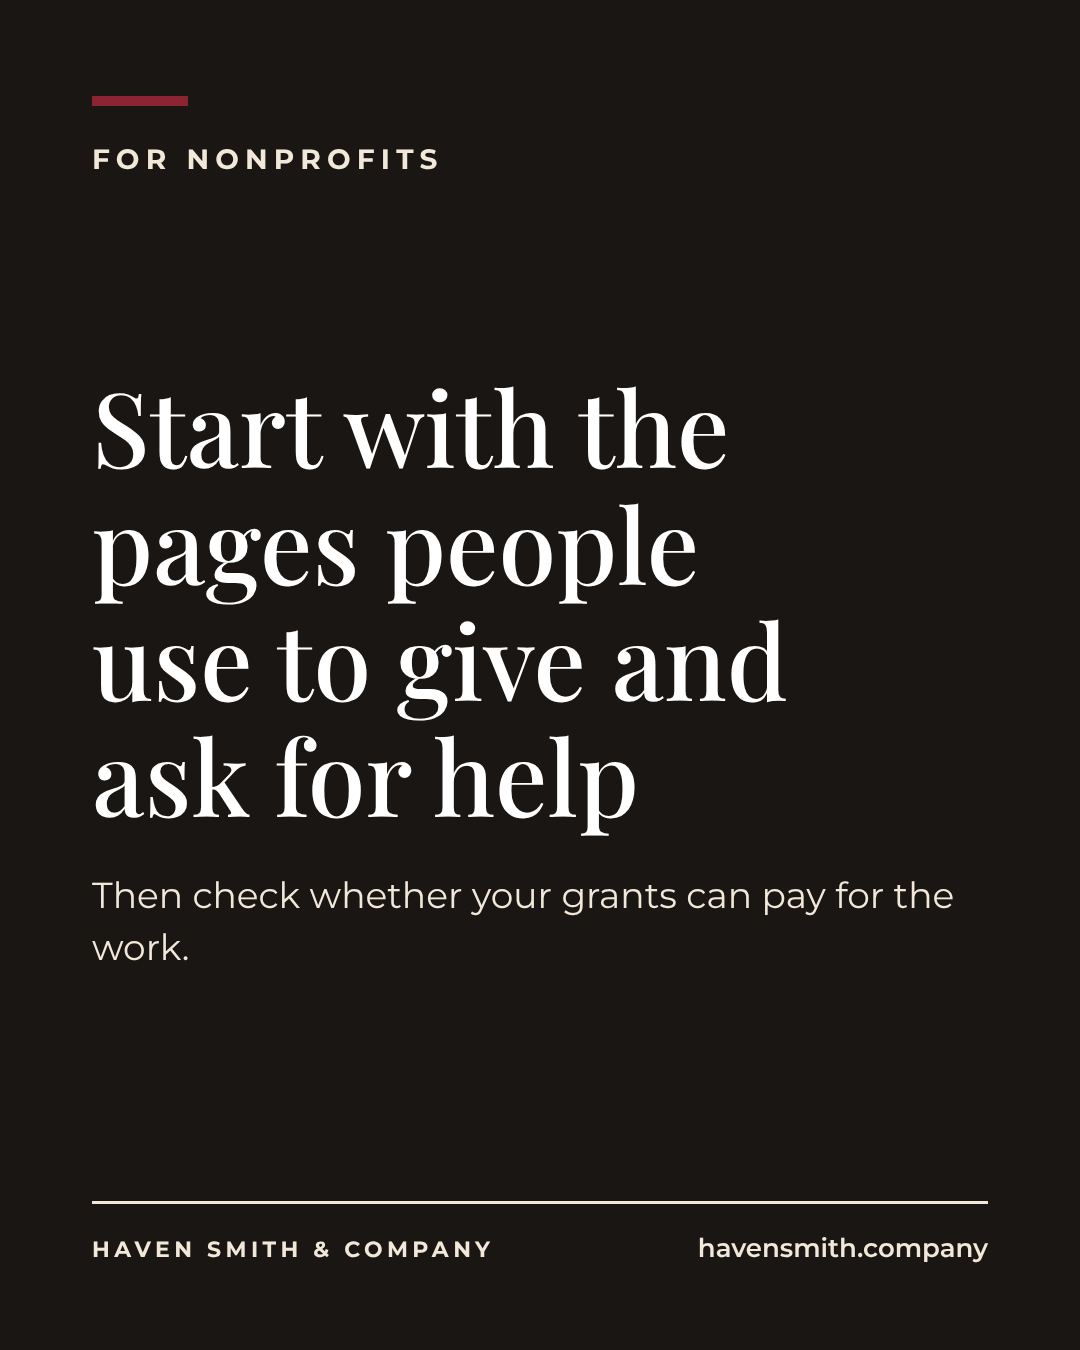 FOR NONPROFITS
Start with the
pages people
use to give and
ask for help
Then check whether your grants can pay for the
work.
HAVEN SMITH & COMPANY
havensmith.company